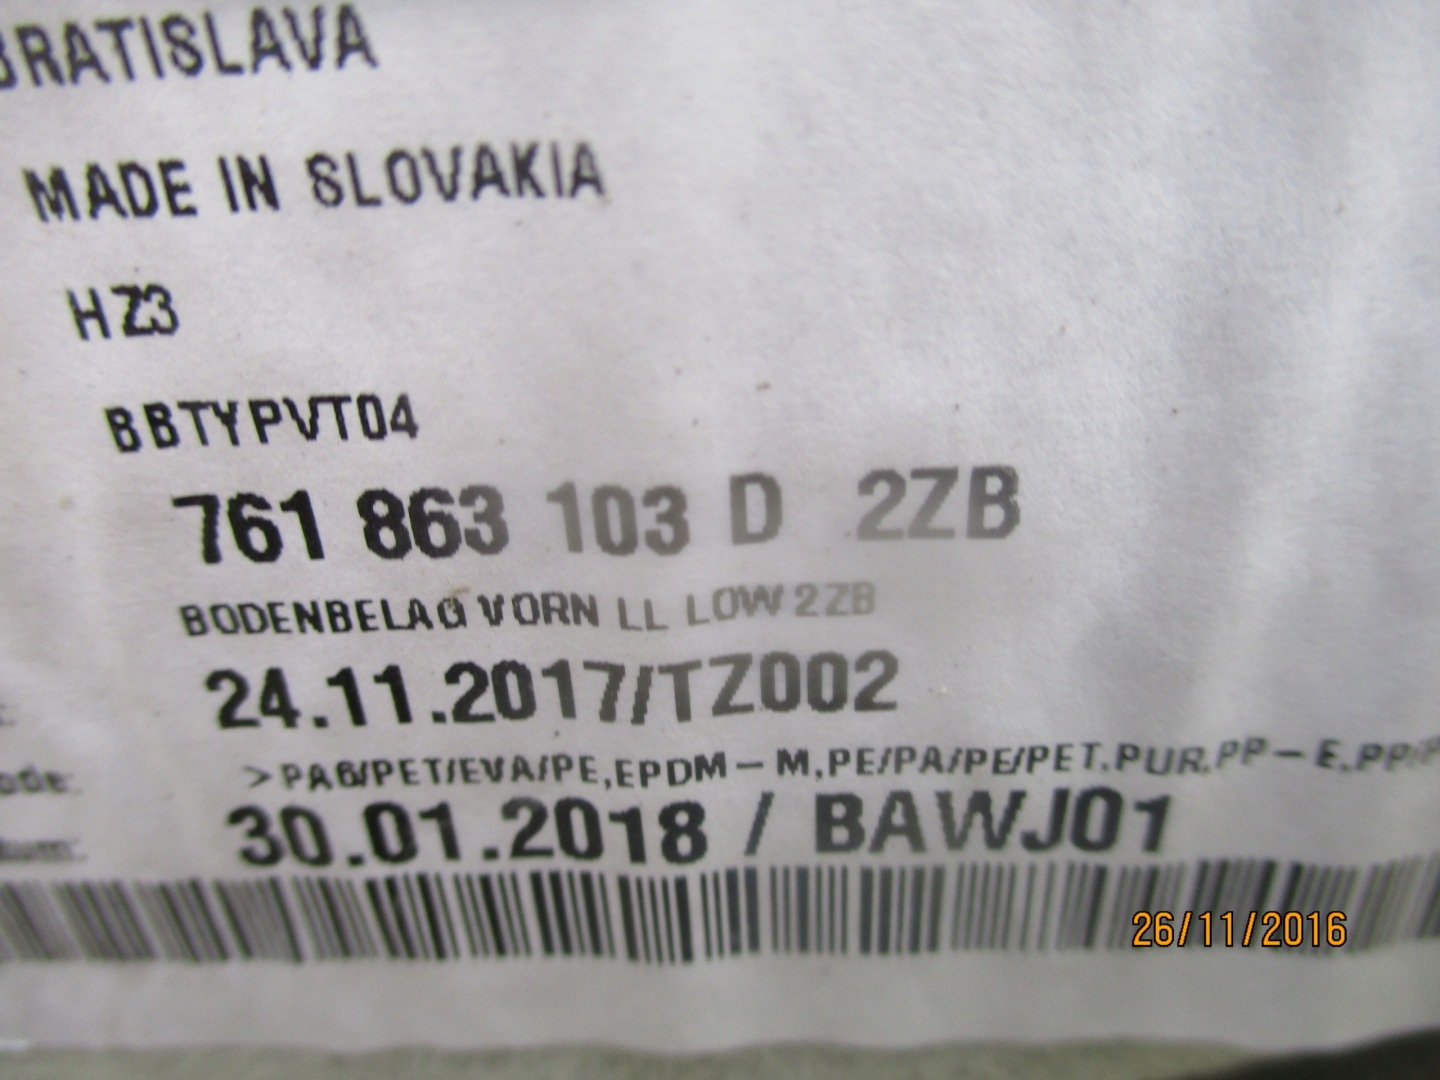 BRATISLAVA
MADE IN SLOVAKIA
HZ3
BBTYPVT04
761 863 103 D 2ZB
BODENBELAG VORN LL LOW 2ZB
24.11.2017/TZ002
>PA6/PET/EVA/PE,EPDM-M,PE/PA/PE/PET.PUR,PP-E,PP/P
30.01.2018 / BAWJ01
26/11/2016